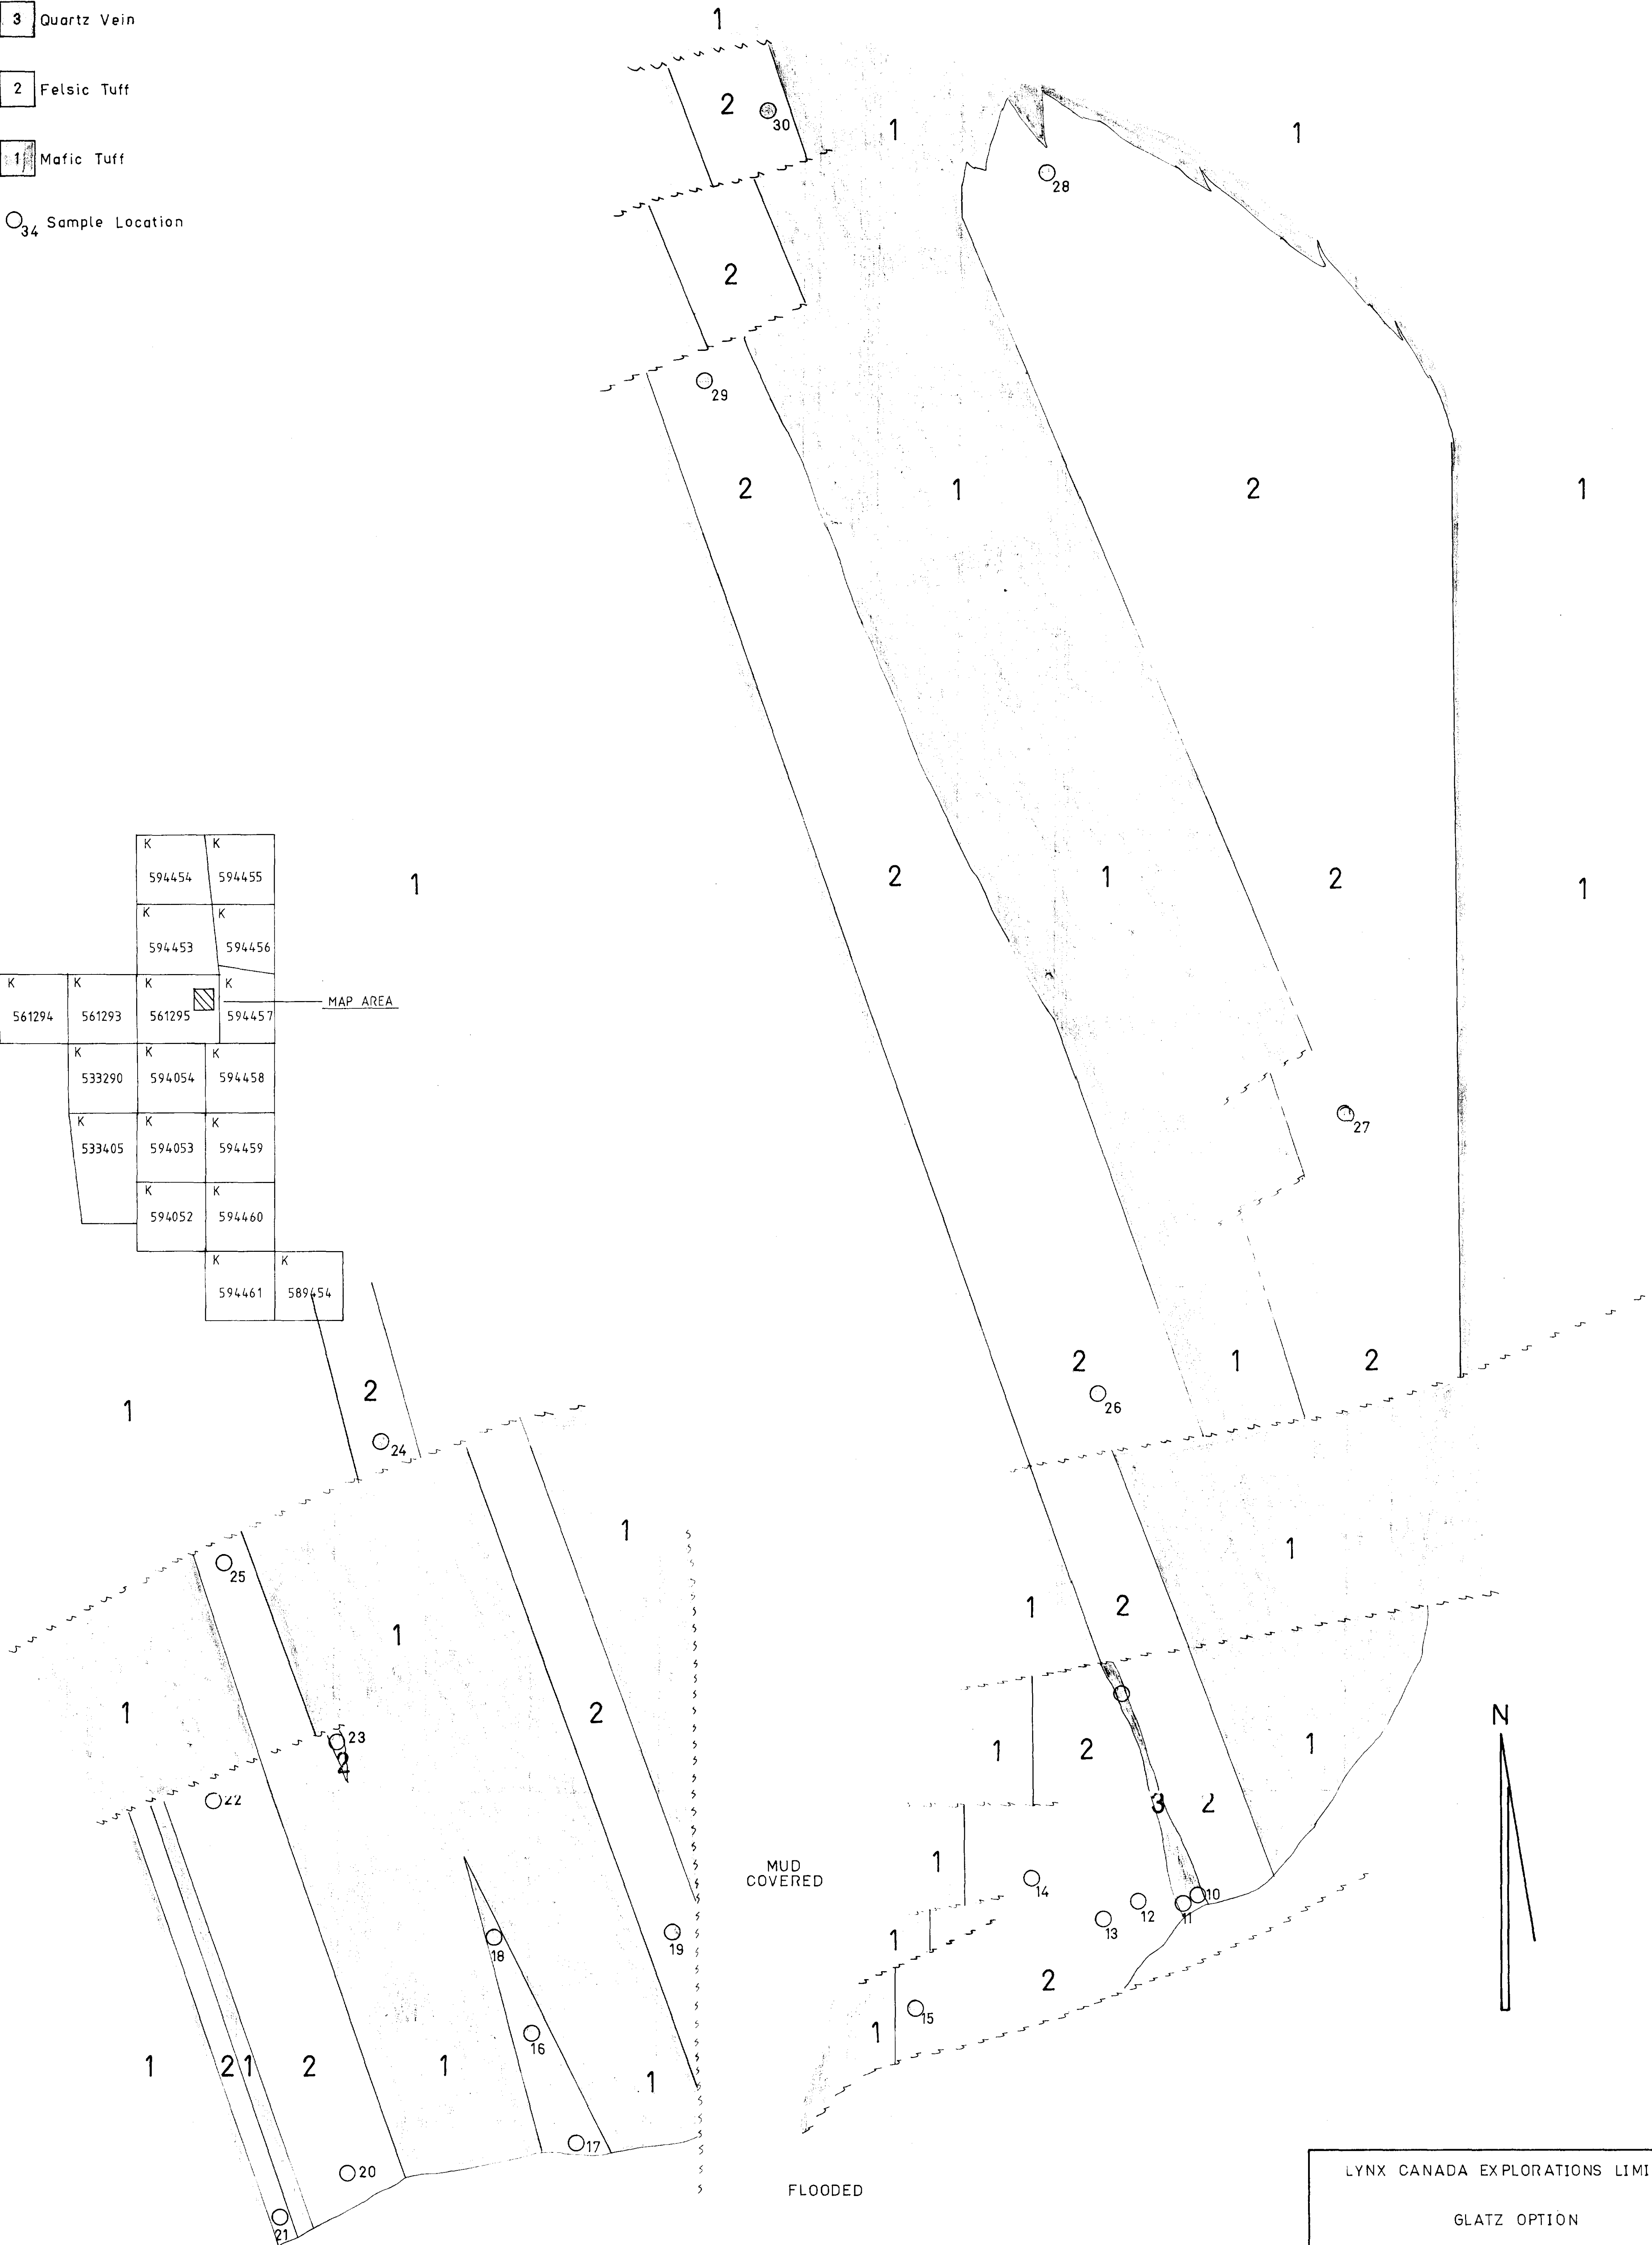 3 Quartz Vein
2 Felsic Tuff
1 Mafic Tuff
34 Sample Location
1
2
30
1
1
28
2
29
2
1
2
1
K
594454
K
594455
K
594453
K
594456
K
561294
K
561293
K
561295
K
594457
MAP AREA
K
533290
K
594054
K
594458
K
533405
K
594053
K
594459
K
594052
K
594460
K
594461
K
589454
1
2
1
2
1
27
2
1
2
26
1
2
24
25
1
1
1
2
1
1
2
23
2
22
2
1
2
3
2
1
N
MUD
COVERED
1
14
12
11
10
13
18
19
1
2
15
1
16
1
2
1
2
1
1
17
20
21
FLOODED
LYNX CANADA EXPLORATIONS LIMI
GLATZ OPTION